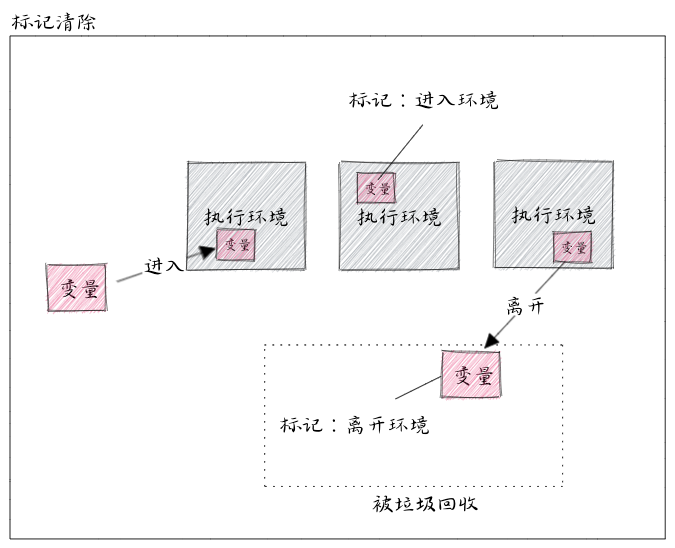 标记清除
标记：进入环境
变量
执行环境
执行环境
执行环境
变量
变量
进入
变量
离开
变量
标记：离开环境
被垃圾回收